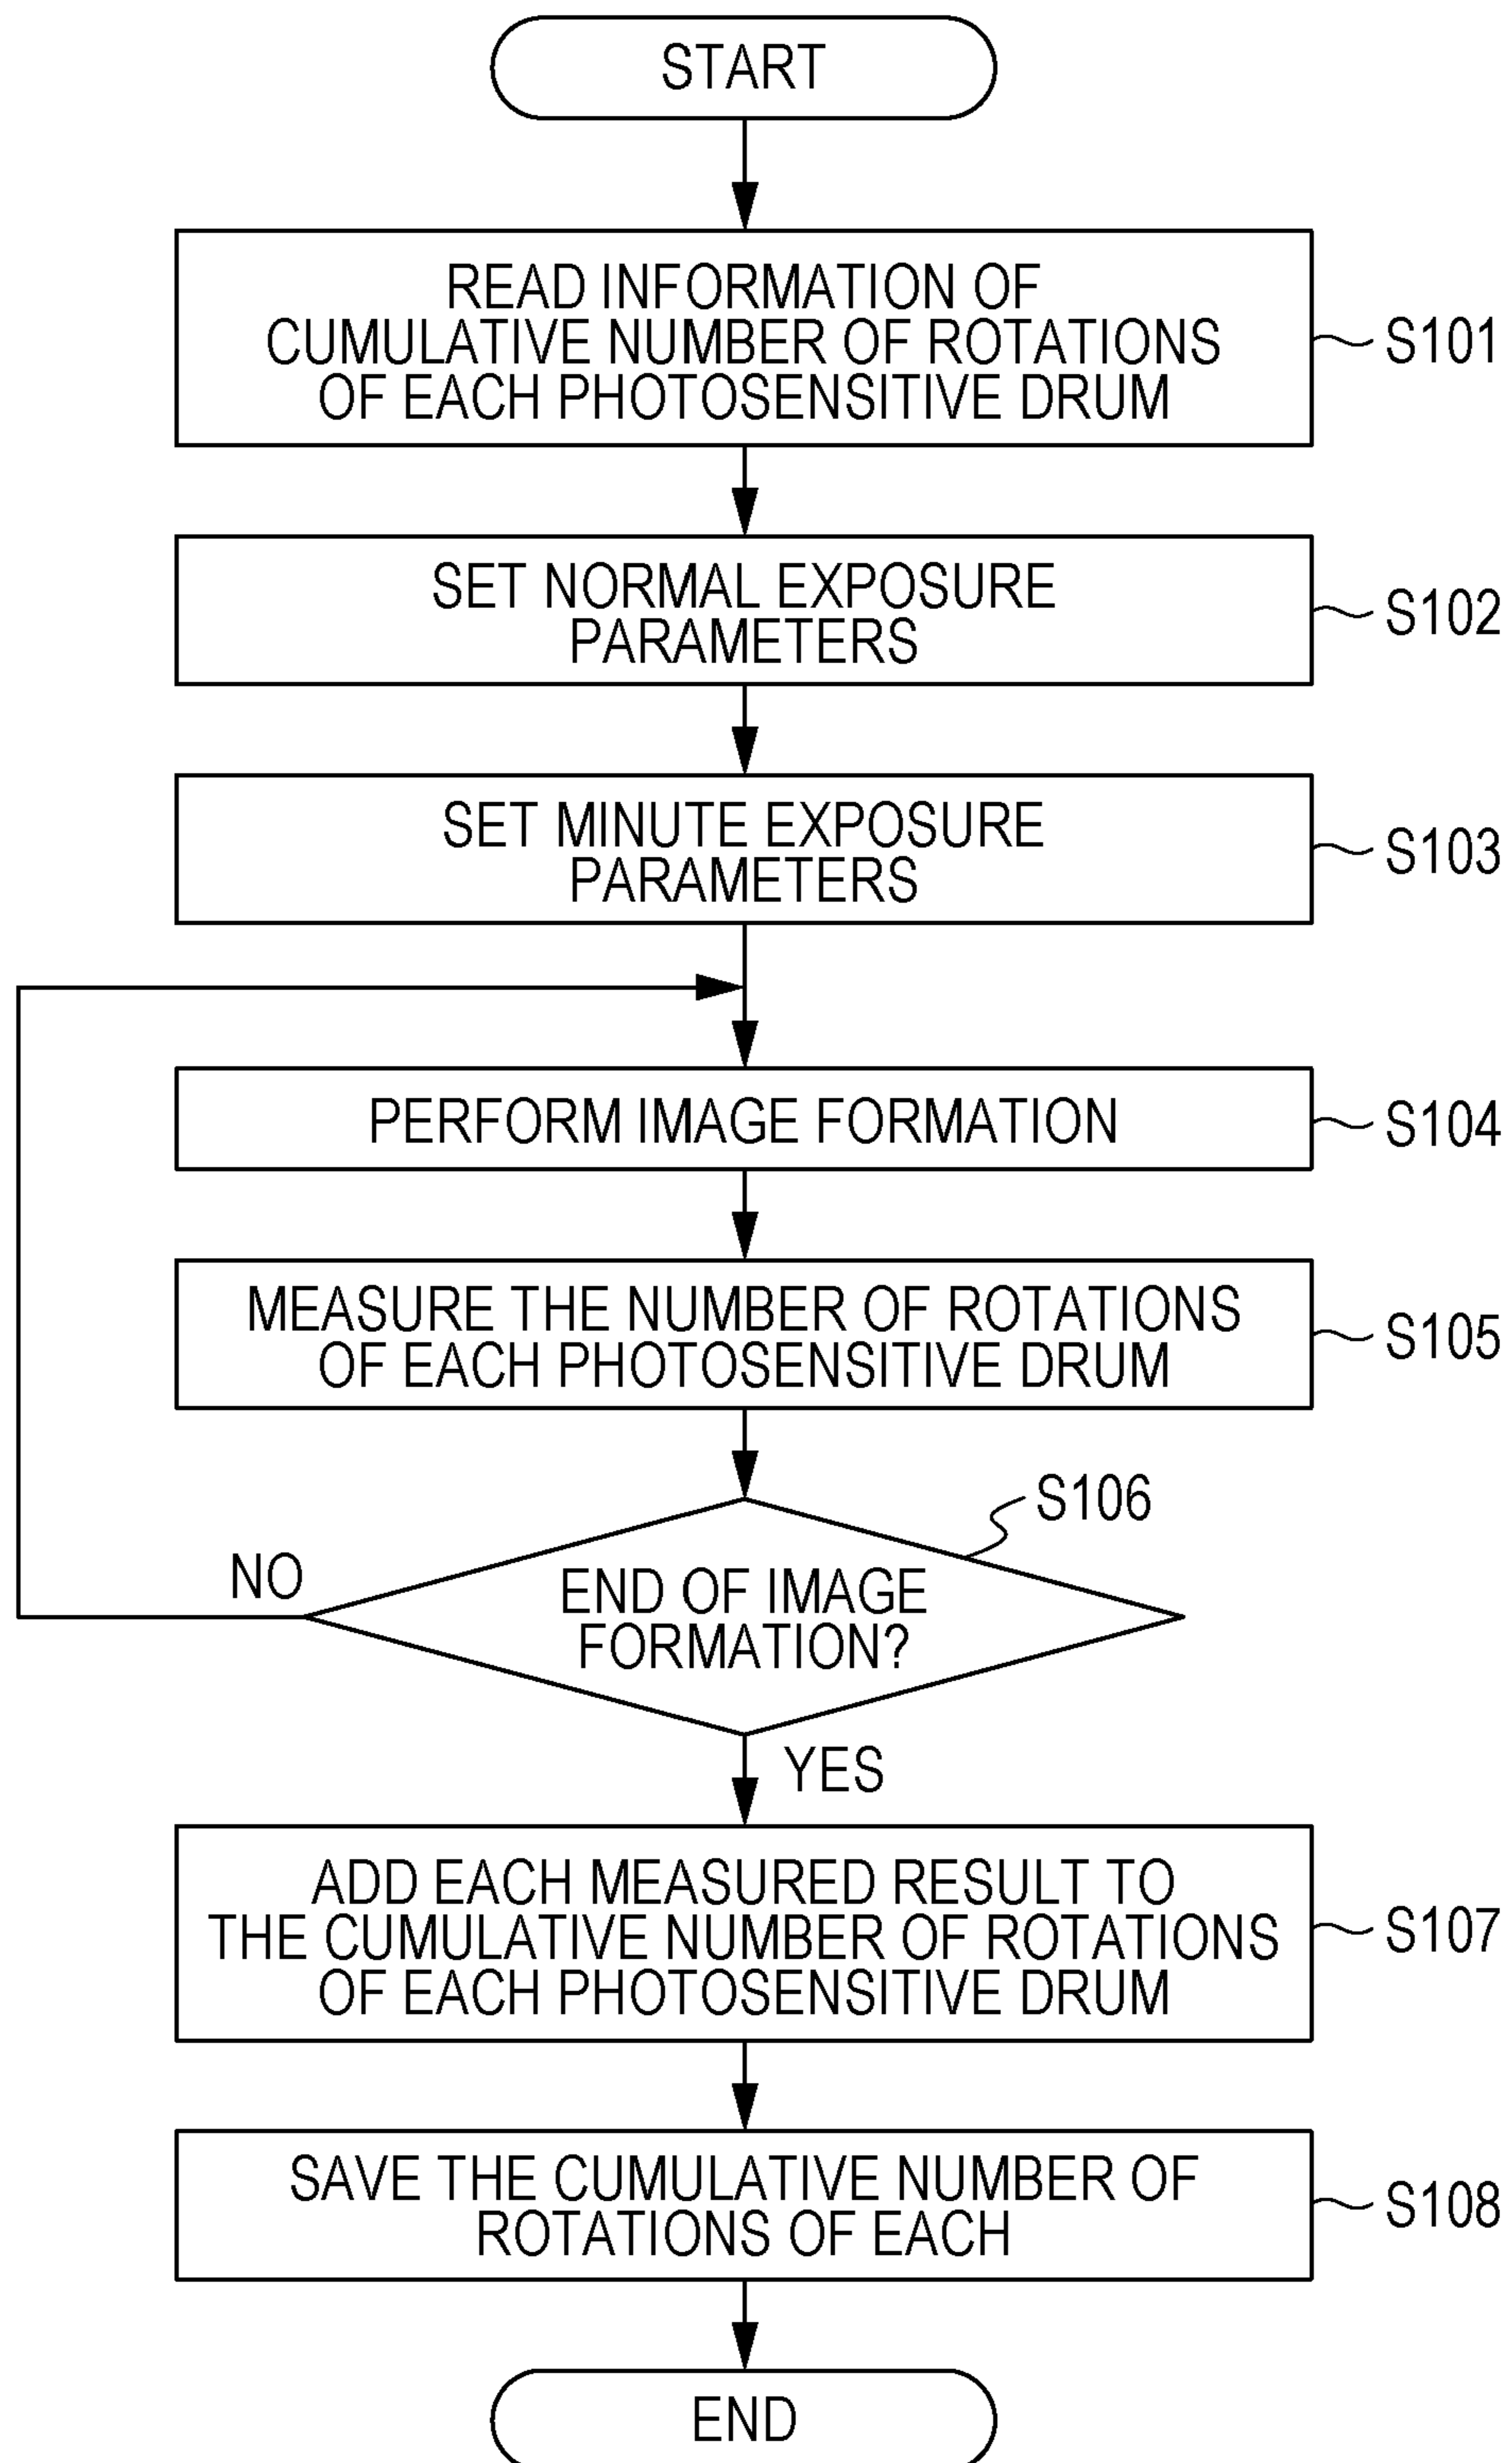 START
READ INFORMATION OF
CUMULATIVE NUMBER OF ROTATIONS
OF EACH PHOTOSENSITIVE DRUM
S101
SET NORMAL EXPOSURE
PARAMETERS
S102
SET MINUTE EXPOSURE
PARAMETERS
S103
PERFORM IMAGE FORMATION
S104
MEASURE THE NUMBER OF ROTATIONS
OF EACH PHOTOSENSITIVE DRUM
S105
S106
NO
END OF IMAGE
FORMATION?
YES
ADD EACH MEASURED RESULT TO
THE CUMULATIVE NUMBER OF ROTATIONS
OF EACH PHOTOSENSITIVE DRUM
S107
SAVE THE CUMULATIVE NUMBER OF
ROTATIONS OF EACH
S108
END